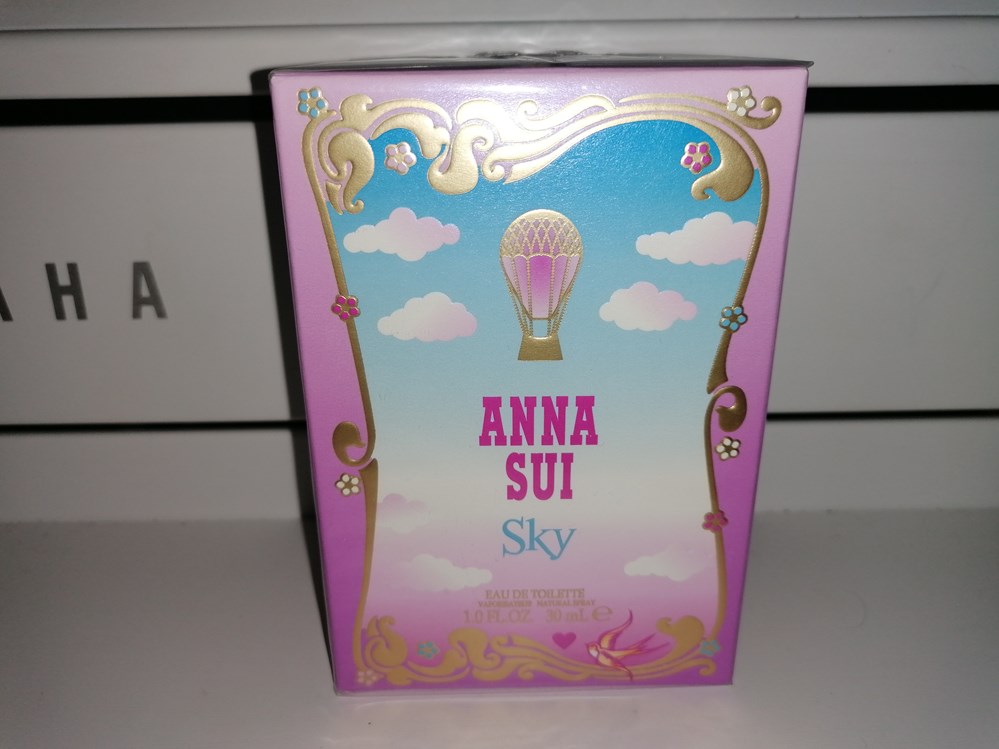 AHA
ANNA
SUI
Sky
EAU DE TOILETTE
VAPORISATEUR NATURAL SPRAY
1.0 FL.OZ. 30 mL e